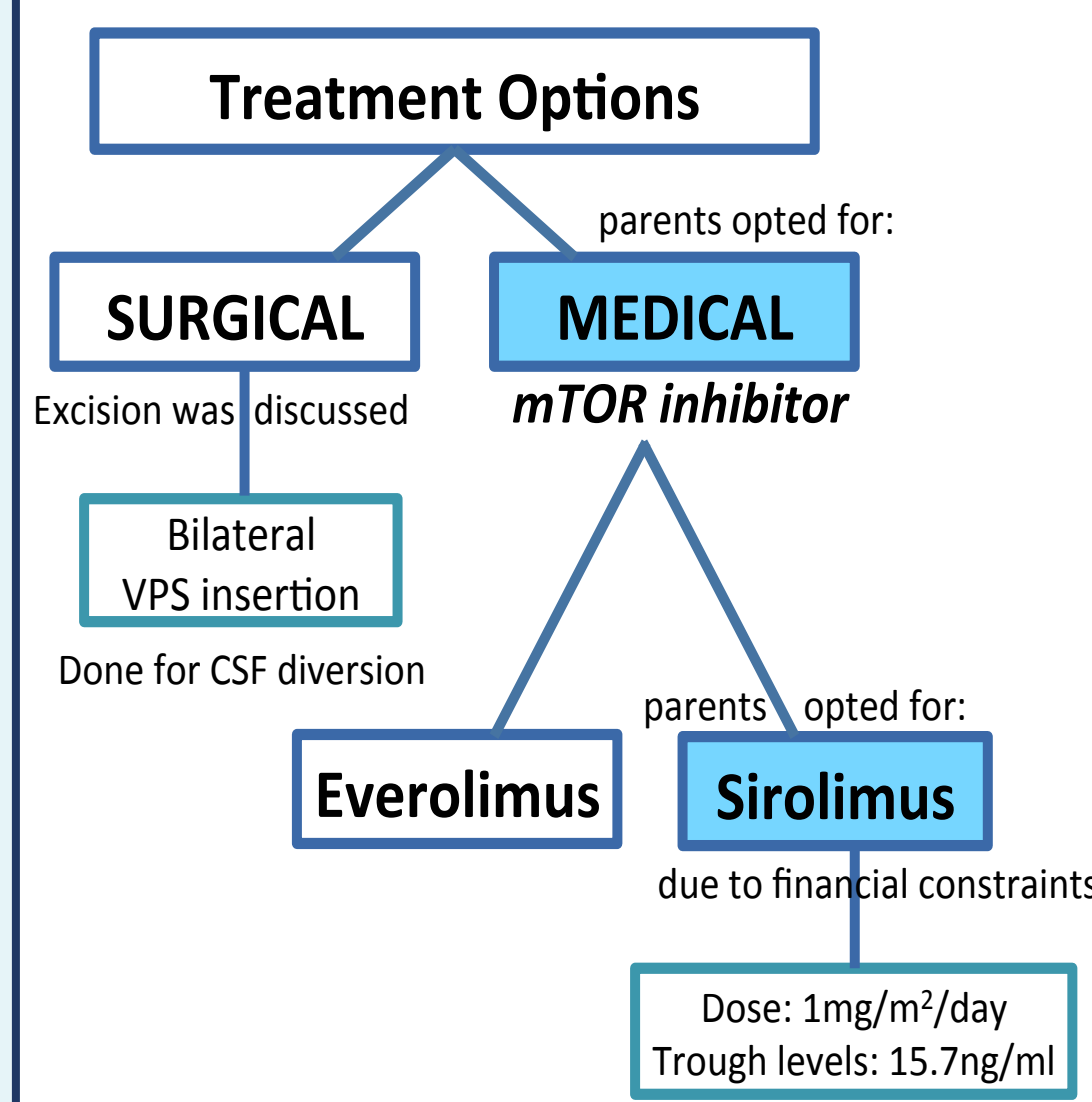 Treatment Options
parents opted for:
SURGICAL
MEDICAL
Excision was discussed
mTOR inhibitor
Bilateral
VPS insertion
Done for CSF diversion
parents opted for:
Everolimus
Sirolimus
due to financial constraints
Dose: 1mg/m²/day
Trough levels: 15.7ng/ml